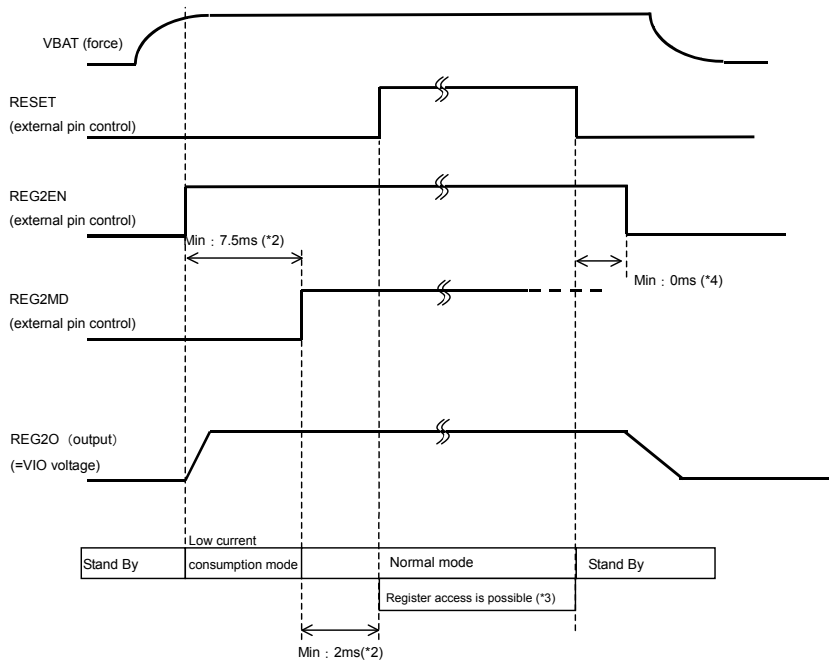 VBAT (force)
RESET
(external pin control)
REG2EN
(external pin control)
Min : 7.5ms (*2)
Min : 0ms (*4)
REG2MD
(external pin control)
REG2O (output)
(=VIO voltage)
Low current
Stand By
consumption mode
Normal mode
Stand By
Register access is possible (*3)
Min : 2ms(*2)